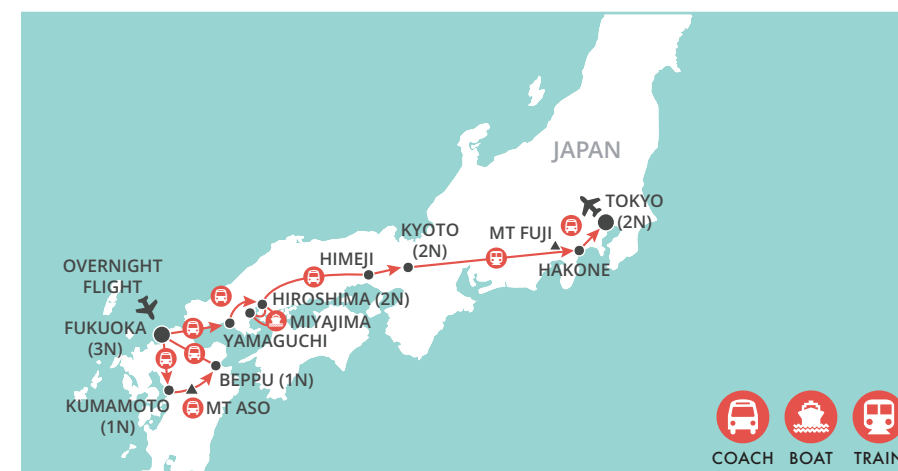 JAPAN
TOKYO
(2N)
KYOTO
(2N)
MT FUJI
HIMEJI
HAKONE
OVERNIGHT
FLIGHT
HIROSHIMA (2N)
MIYAJIMA
FUKUOKA
(3N)
YAMAGUCHI
BEPPU (1N)
KUMAMOTO
(1N)
MT ASO
COACH BOAT TRAIN